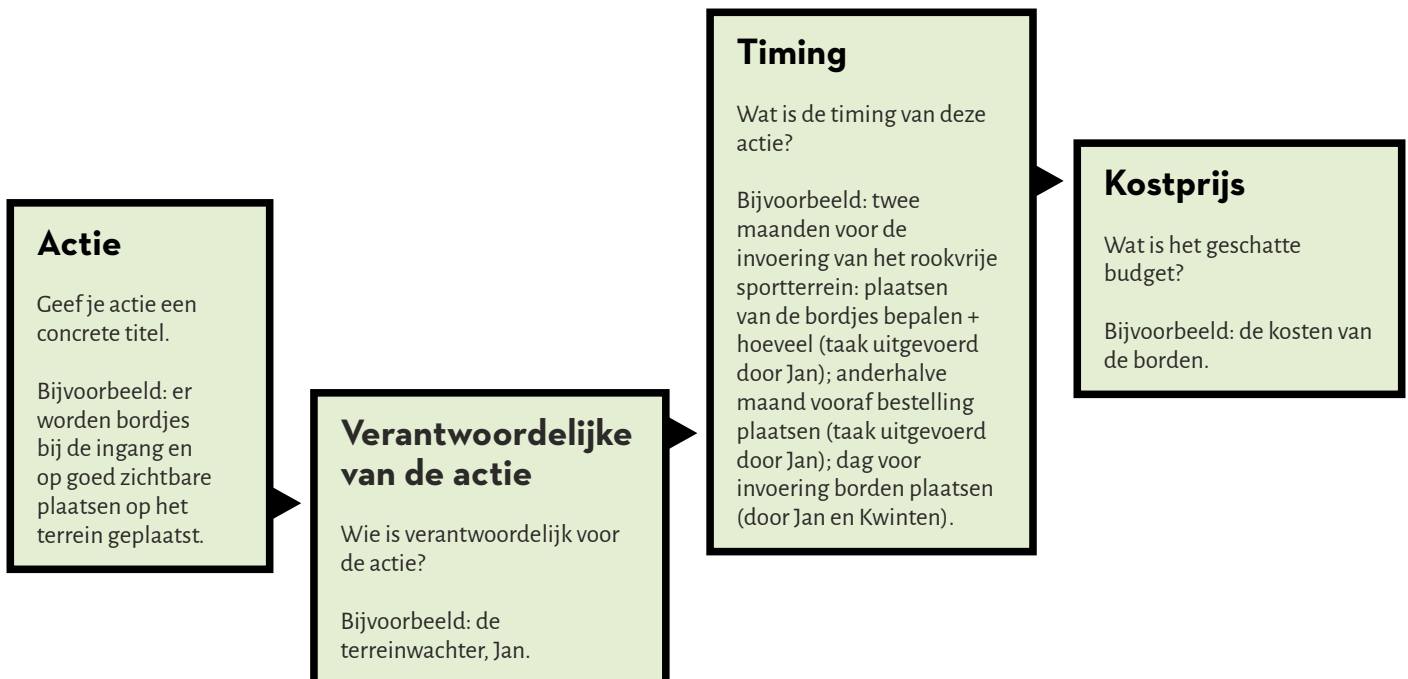 Actie
Geef je actie een
concrete titel.
Bijvoorbeeld: er
worden bordjes
bij de ingang en
op goed zichtbare
plaatsen op het
terrein geplaatst.
Verantwoordelijke
van de actie
Wie is verantwoordelijk voor
de actie?
Bijvoorbeeld: de
terreinwachter, Jan.
Timing
Wat is de timing van deze
actie?
Bijvoorbeeld: twee
maanden voor de
invoering van het rookvrije
sportterrein: plaatsen
van de bordjes bepalen +
hoeveel (taak uitgevoerd
door Jan); anderhalve
maand vooraf bestelling
plaatsen (taak uitgevoerd
door Jan); dag voor
invoering borden plaatsen
(door Jan en Kwinten).
Kostprijs
Wat is het geschatte
budget?
Bijvoorbeeld: de kosten van
de borden.